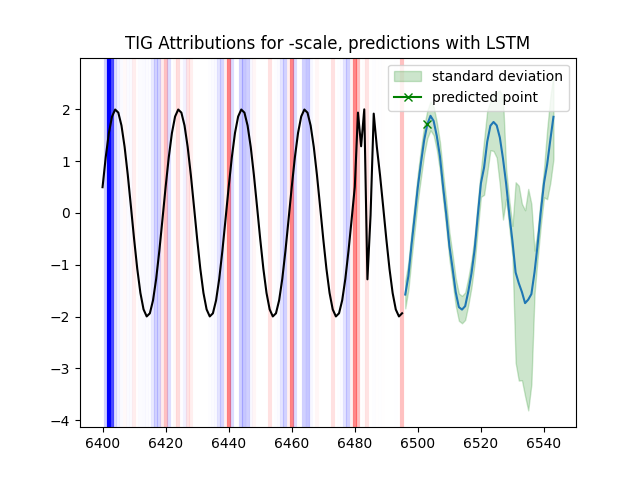 TIG Attributions for -scale, predictions with LSTM
standard deviation
predicted point
2
1
0
−1
−2
−3
−4
6400 6420 6440 6460 6480 6500 6520 6540